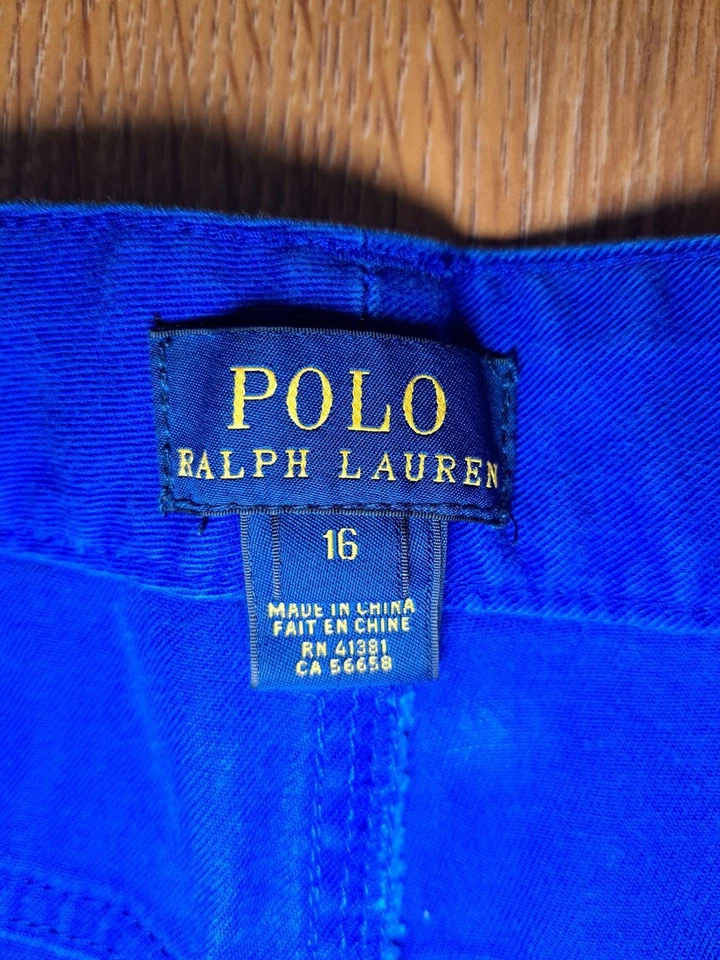 POLO
RALPH LAUREN
16
MADE IN CHINA
FAIT EN CHINE
RN 41381
CA 56658